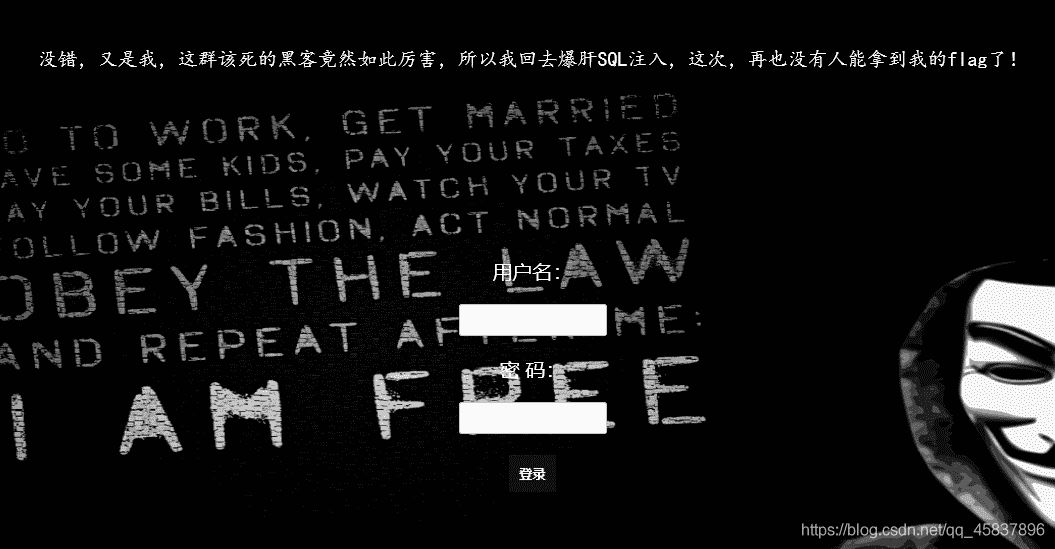 没错，又是我，这群该死的黑客竟然如此厉害，所以我回去爆肝SQL注入，这次，再也没有人能拿到我的flag了！
O TO WORK, GET MARRIED
AVE SOME KIDS, PAY YOUR TAXES
AY YOUR BILLS, WATCH YOUR TV
FOLLOW FASHION, ACT NORMAL
OBEY THE LAW
AND REPEAT AFTER ME:
I AM FREE
用户名：
密 码：
登录
https://blog.csdn.net/qq_45837896